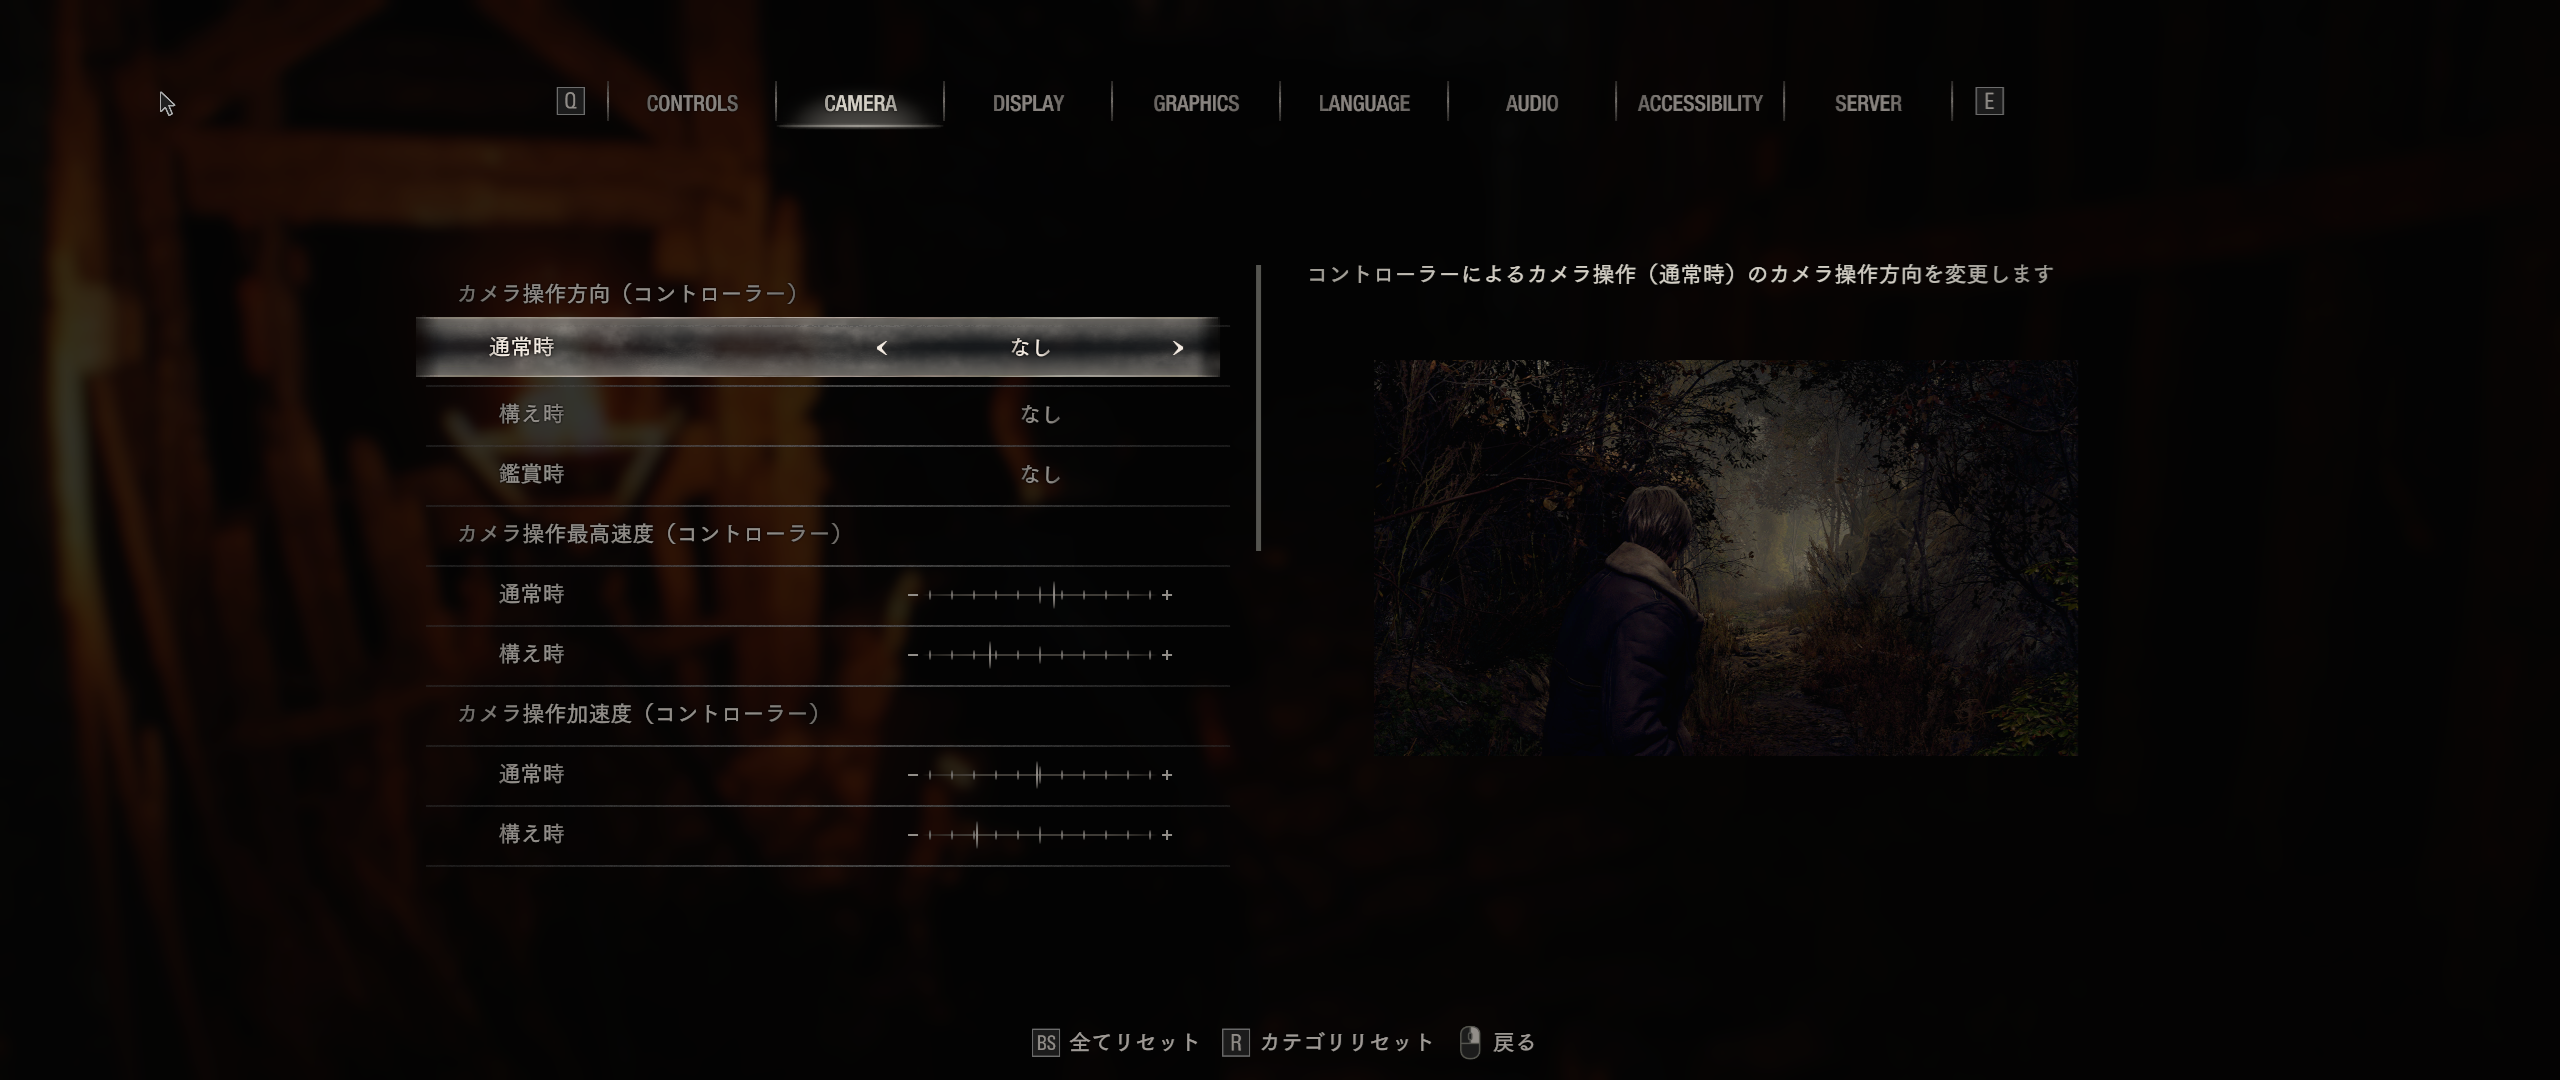 Q CONTROLS CAMERA DISPLAY GRAPHICS LANGUAGE AUDIO ACCESSIBILITY SERVER E
カメラ操作方向（コントローラー）
通常時 なし
構え時 なし
鑑賞時 なし
カメラ操作最高速度（コントローラー）
通常時
構え時
カメラ操作加速度（コントローラー）
通常時
構え時
コントローラーによるカメラ操作（通常時）のカメラ操作方向を変更します
BS 全てリセット R カテゴリリセット 戻る